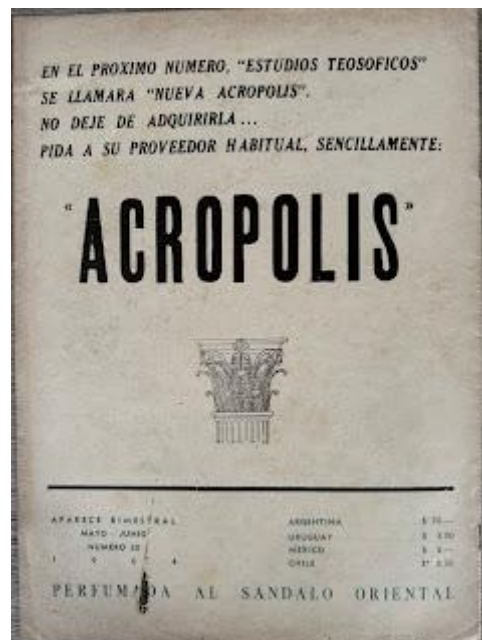 EN EL PROXIMO NUMERO, "ESTUDIOS TEOSOFICOS"
SE LLAMARA "NUEVA ACROPOLIS".
NO DEJE DE ADQUIRIRLA...
PIDA A SU PROVEEDOR HABITUAL, SENCILLAMENTE:
"ACROPOLIS"
APARECE BIMESTRAL
MAYO - JUNIO
NUMERO
ARGENTINA
URUGUAY
MEXICO
CHILE
PERFUMADA AL SANDALO ORIENTAL